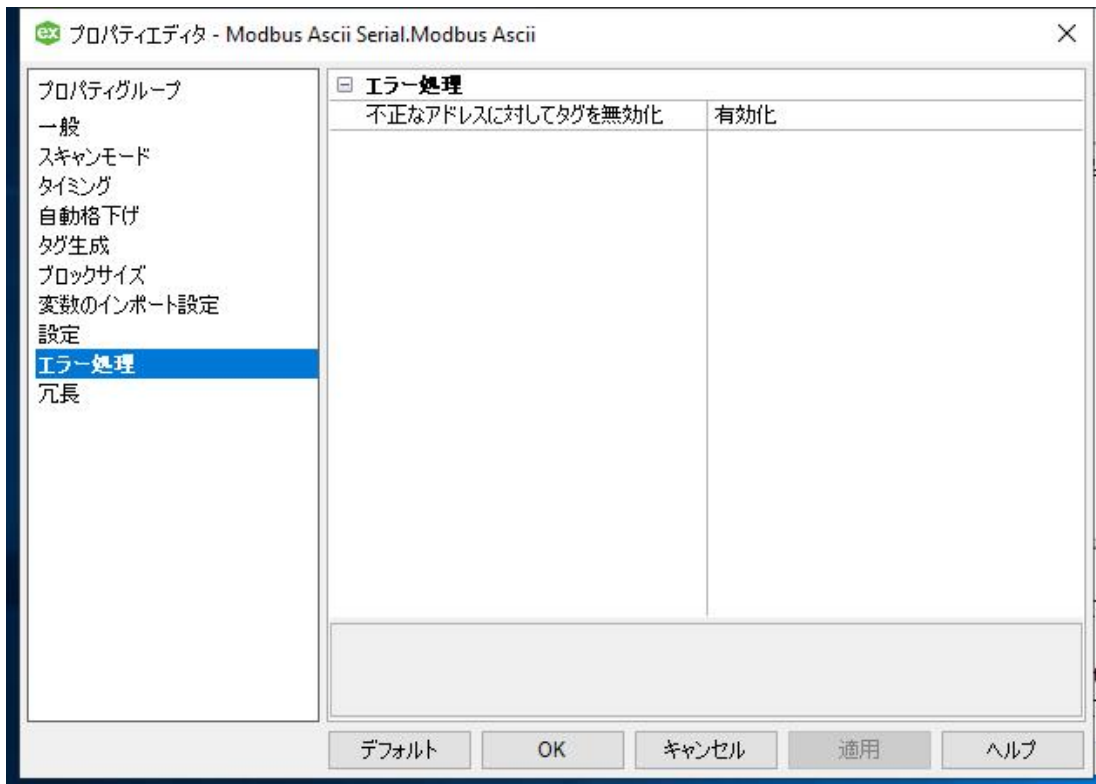 ex プロパティエディタ - Modbus Ascii Serial.Modbus Ascii
プロパティグループ
一般
スキャンモード
タイミング
自動格下げ
タグ生成
ブロックサイズ
変数のインポート設定
設定
エラー処理
冗長
エラー処理
不正なアドレスに対してタグを無効化 有効化
デフォルト OK キャンセル 適用 ヘルプ